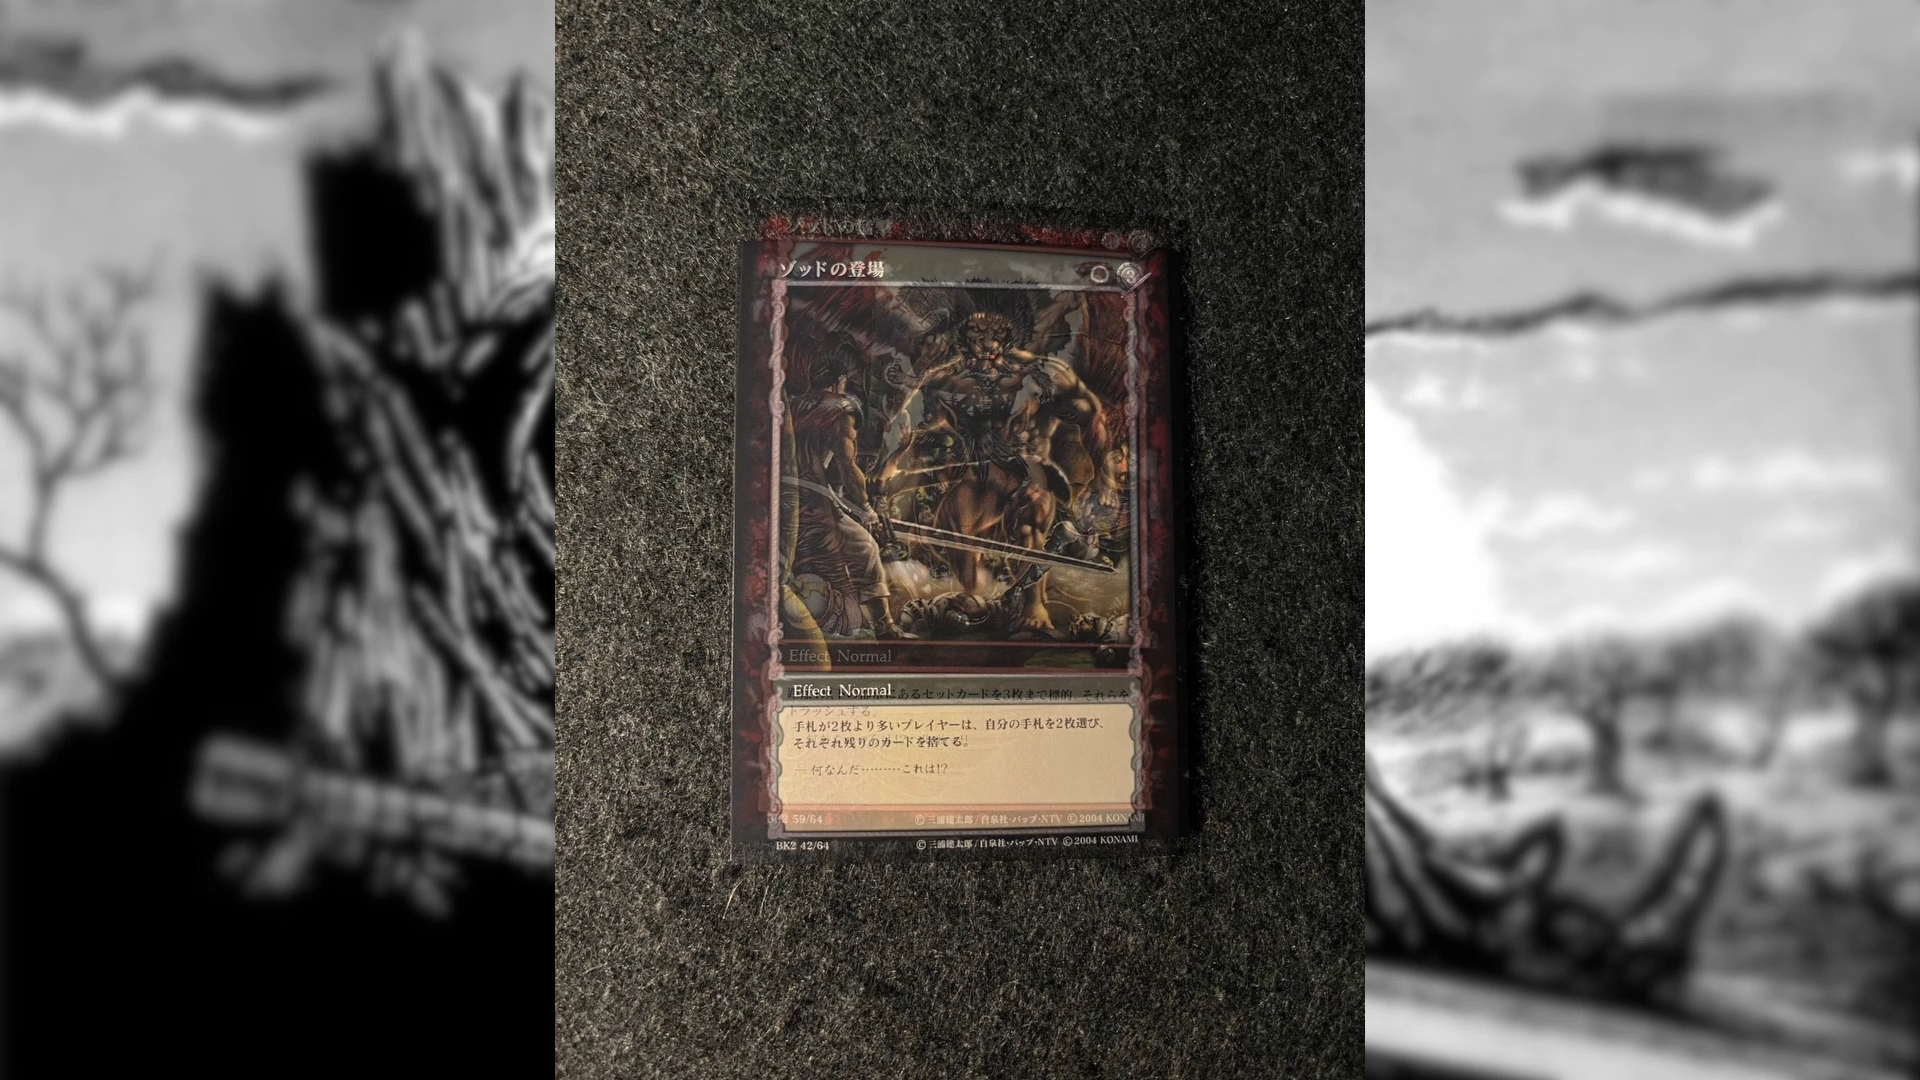 ゾッドの登場
Effect Normal
Effect Normal
あるセットカードを3枚まで標的、それらを
トラッシュする。
手札が2枚より多いプレイヤーは、自分の手札を2枚選び、
それぞれ残りのカードを捨てる。
─ 何なんだ………これは!?
2 59/64 ©三浦建太郎/白泉社・バップ・NTV ©2004 KONAMI
BK2 42/64 ©三浦建太郎/白泉社・バップ・NTV ©2004 KONAMI